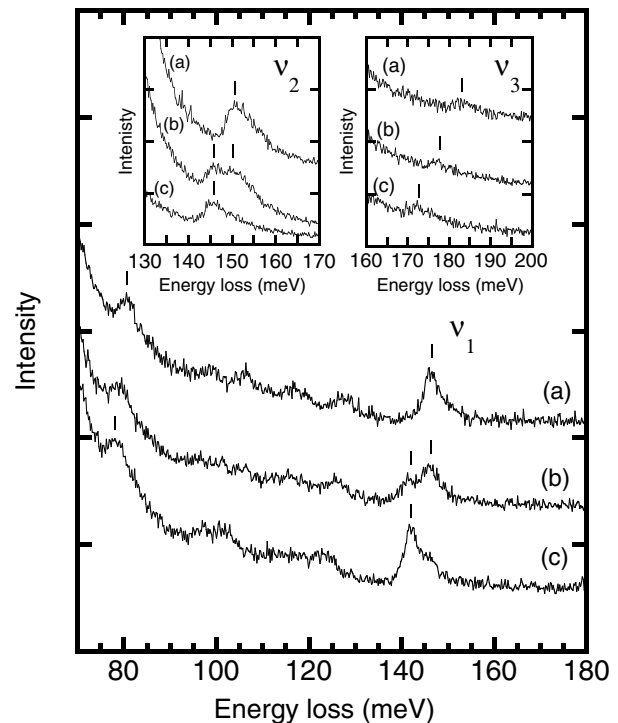 (a)
ν2
(b)
(c)
Intenisty
130 140 150 160 170
Energy loss (meV)
(a)
ν3
(b)
(c)
Intenisty
160 170 180 190 200
Energy loss (meV)
Intensity
ν1
(a)
(b)
(c)
80 100 120 140 160 180
Energy loss (meV)